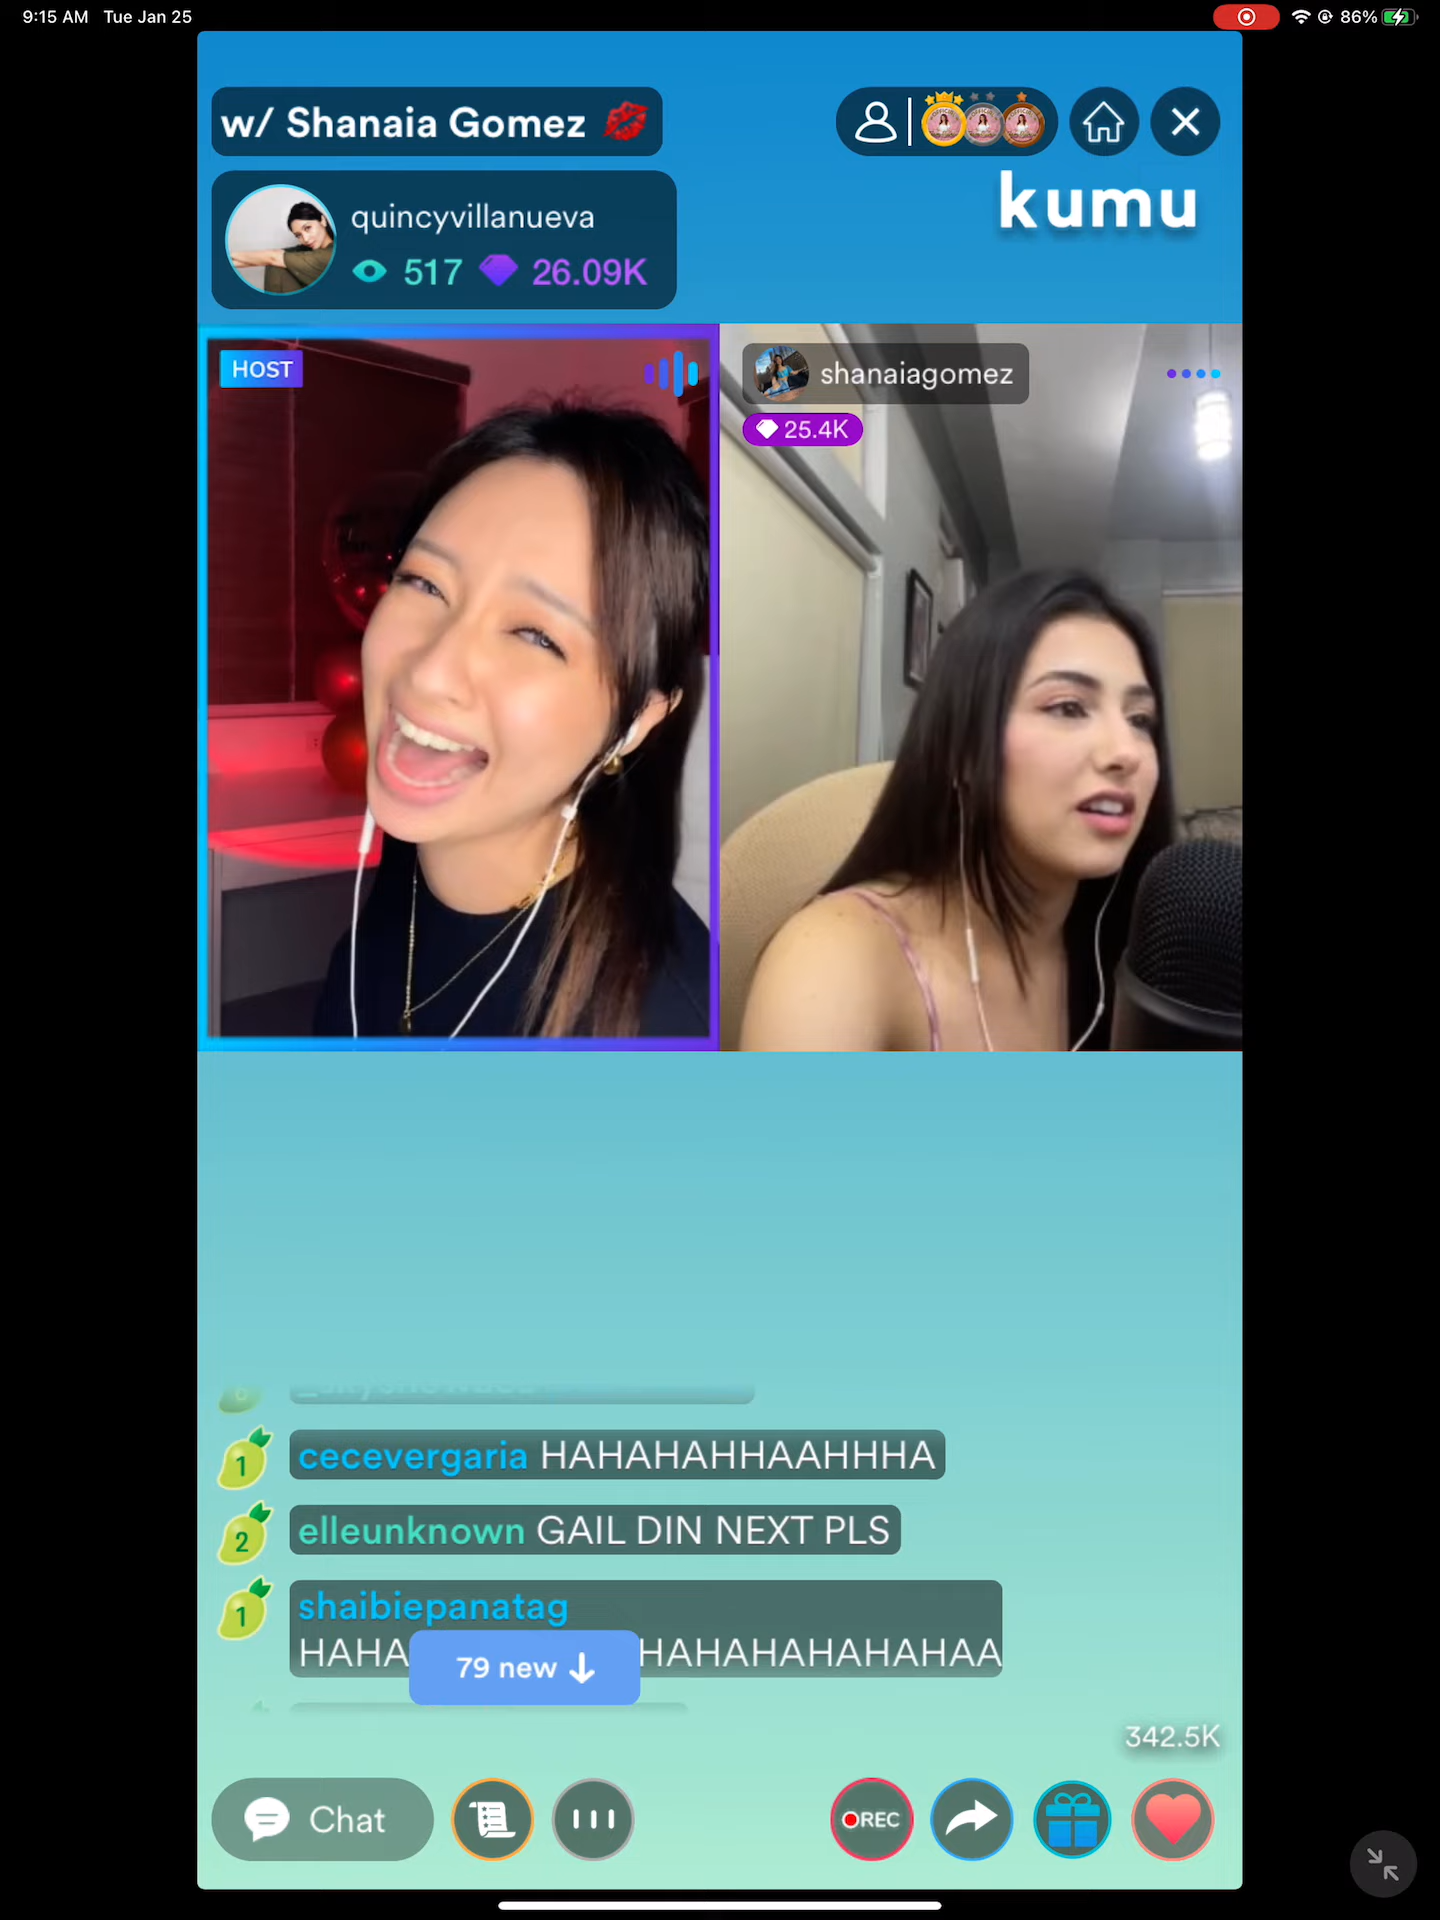 9:15 AM Tue Jan 25
86%
w/ Shanaia Gomez 💋
kumu
quincyvillanueva
517 26.09K
HOST
shanaiagomez
25.4K
6
1 cecevergaria HAHAHAHHAAHHHA
2 elleunknown GAIL DIN NEXT PLS
1 shaibiepanatag
HAHA
HAHAHAHAHAHAA
79 new ↓
342.5K
Chat
REC